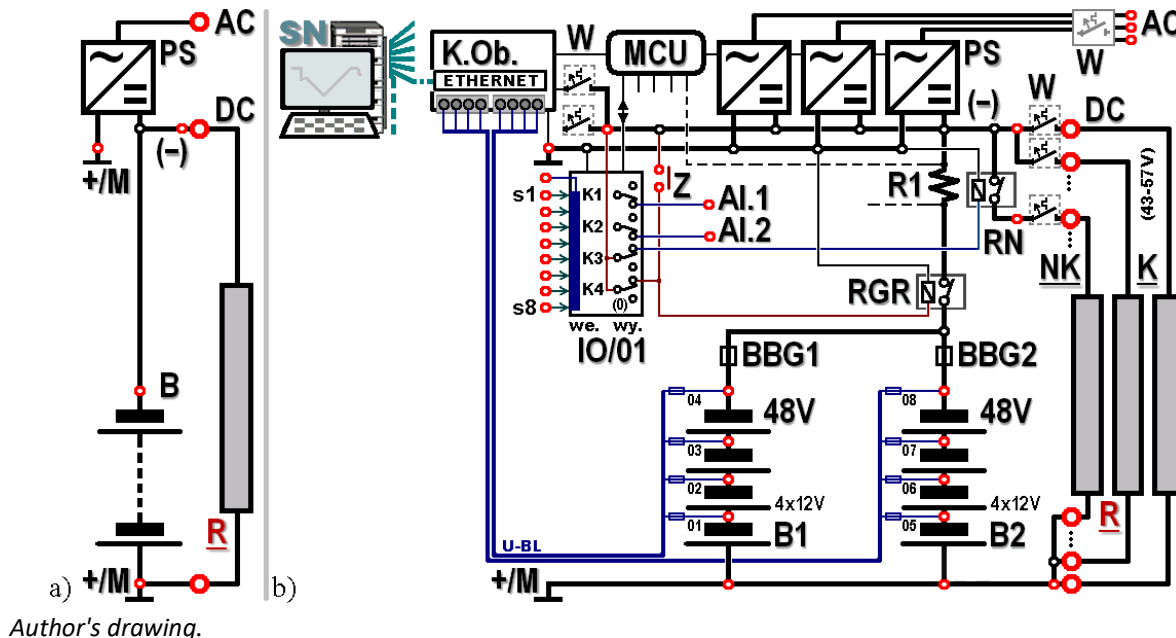 AC
PS
DC
(-)
+/M
B
R
+/M
a)
b)
SN
K.Ob.
ETHERNET
W
MCU
PS
(-)
AC
W
W
DC
(43-57V)
R1
RN
Z
s1
K1
K2
K3
K4
s8
(0)
we. wy.
IO/01
AI.1
AI.2
RGR
NK
K
BBG1
BBG2
04
48V
03
02
4x12V
01
B1
08
48V
07
06
4x12V
05
B2
R
U-BL
+/M
Author's drawing.